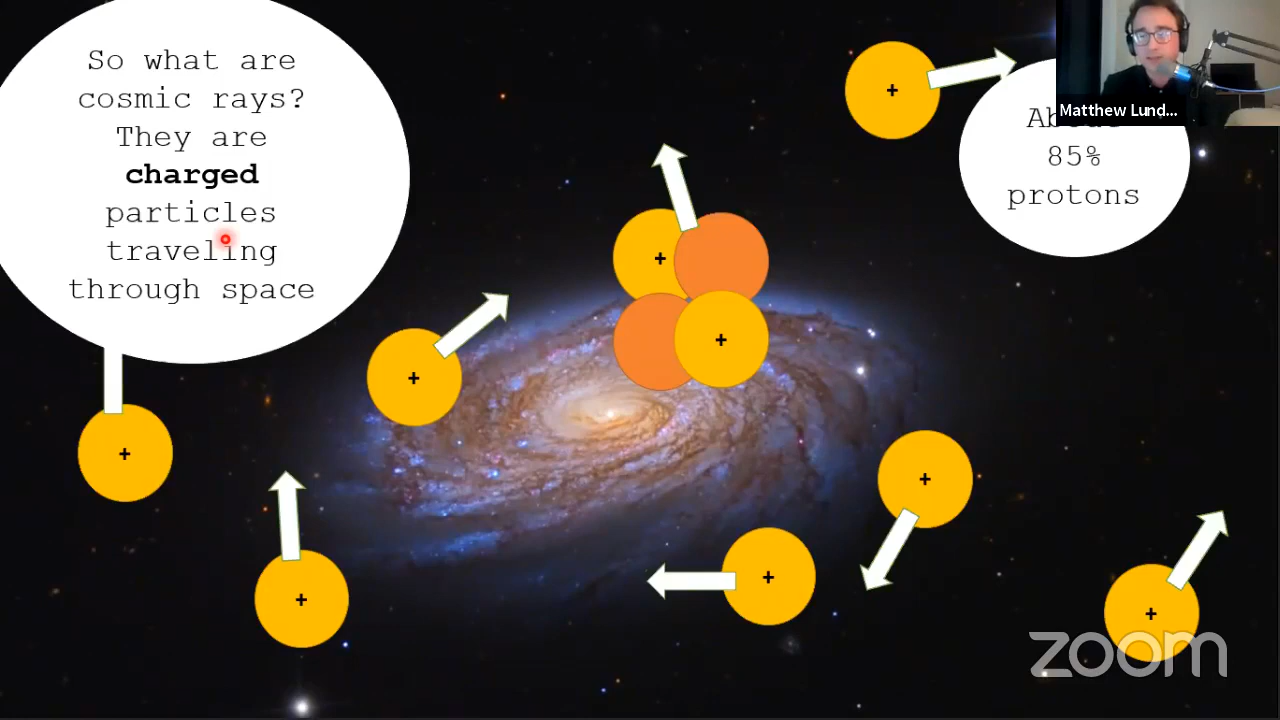 So what are
cosmic rays?
They are
charged
particles
traveling
through space
85%
protons
Matthew Lund...
+
+
+
+
+
+
+
+
+
zoom